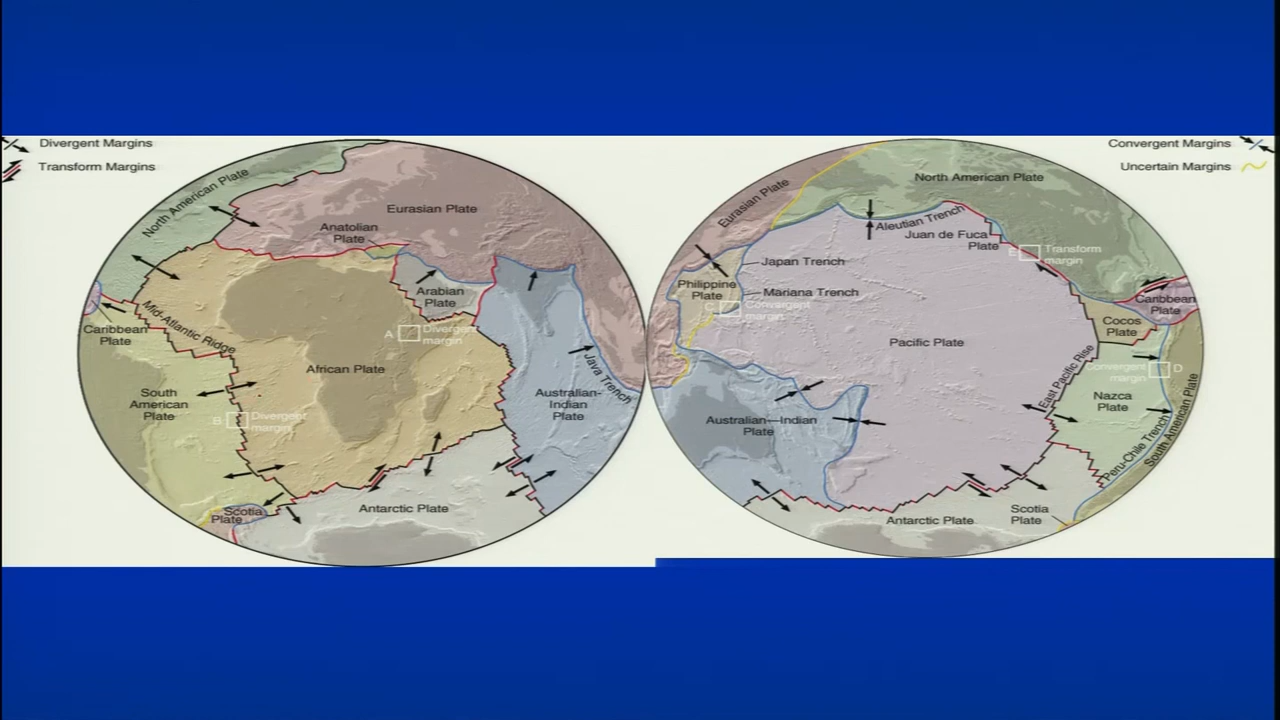 Divergent Margins
Transform Margins
North American Plate
Eurasian Plate
Anatolian
Plate
Arabian
Plate
Caribbean
Plate
Mid-Atlantic Ridge
A
Divergent
margin
African Plate
South
American
Plate
B
Divergent
margin
Java Trench
Australian-
Indian
Plate
Scotia
Plate
Antarctic Plate
Convergent Margins
Uncertain Margins
Eurasian Plate
North American Plate
Aleutian Trench
Juan de Fuca
Plate
E
Transform
margin
Japan Trench
Philippine
Plate
Mariana Trench
C
Convergent
margin
Caribbean
Plate
Cocos
Plate
Pacific Plate
East Pacific Rise
Convergent
margin
D
Nazca
Plate
Australian—Indian
Plate
Peru-Chile Trench
South American Plate
Scotia
Plate
Antarctic Plate